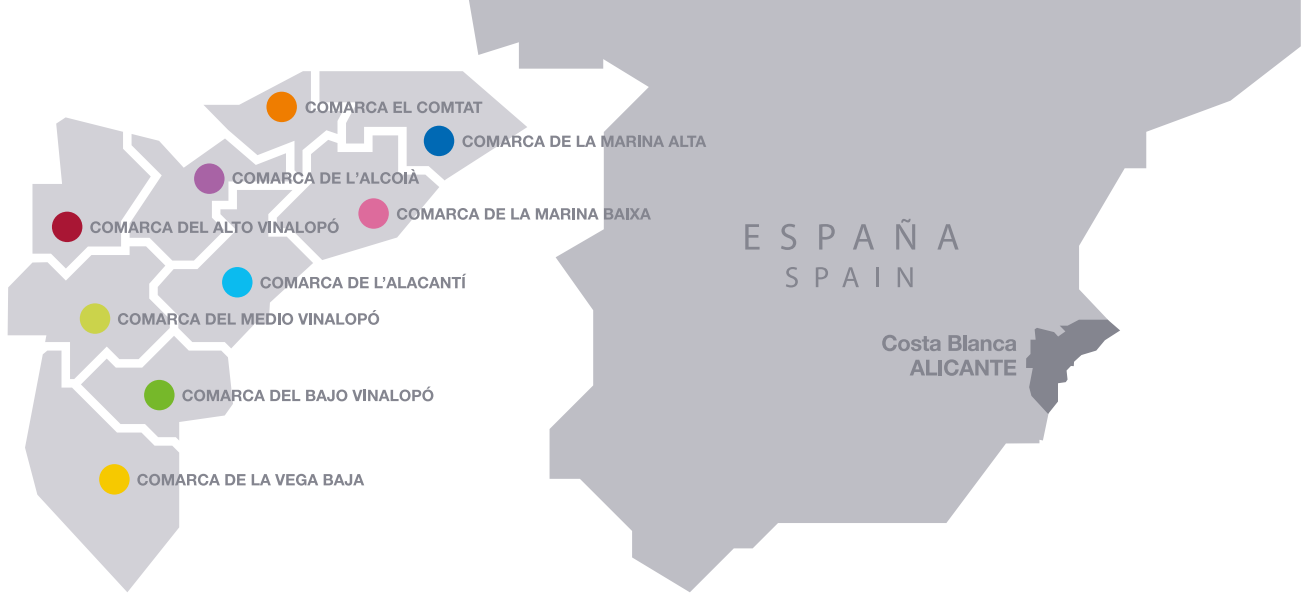 COMARCA EL COMTAT
COMARCA DE LA MARINA ALTA
COMARCA DE L'ALCOIÀ
COMARCA DE LA MARINA BAIXA
COMARCA DEL ALTO VINALOPÓ
COMARCA DE L'ALACANTÍ
COMARCA DEL MEDIO VINALOPÓ
COMARCA DEL BAJO VINALOPÓ
COMARCA DE LA VEGA BAJA
ESPAÑA
SPAIN
Costa Blanca
ALICANTE